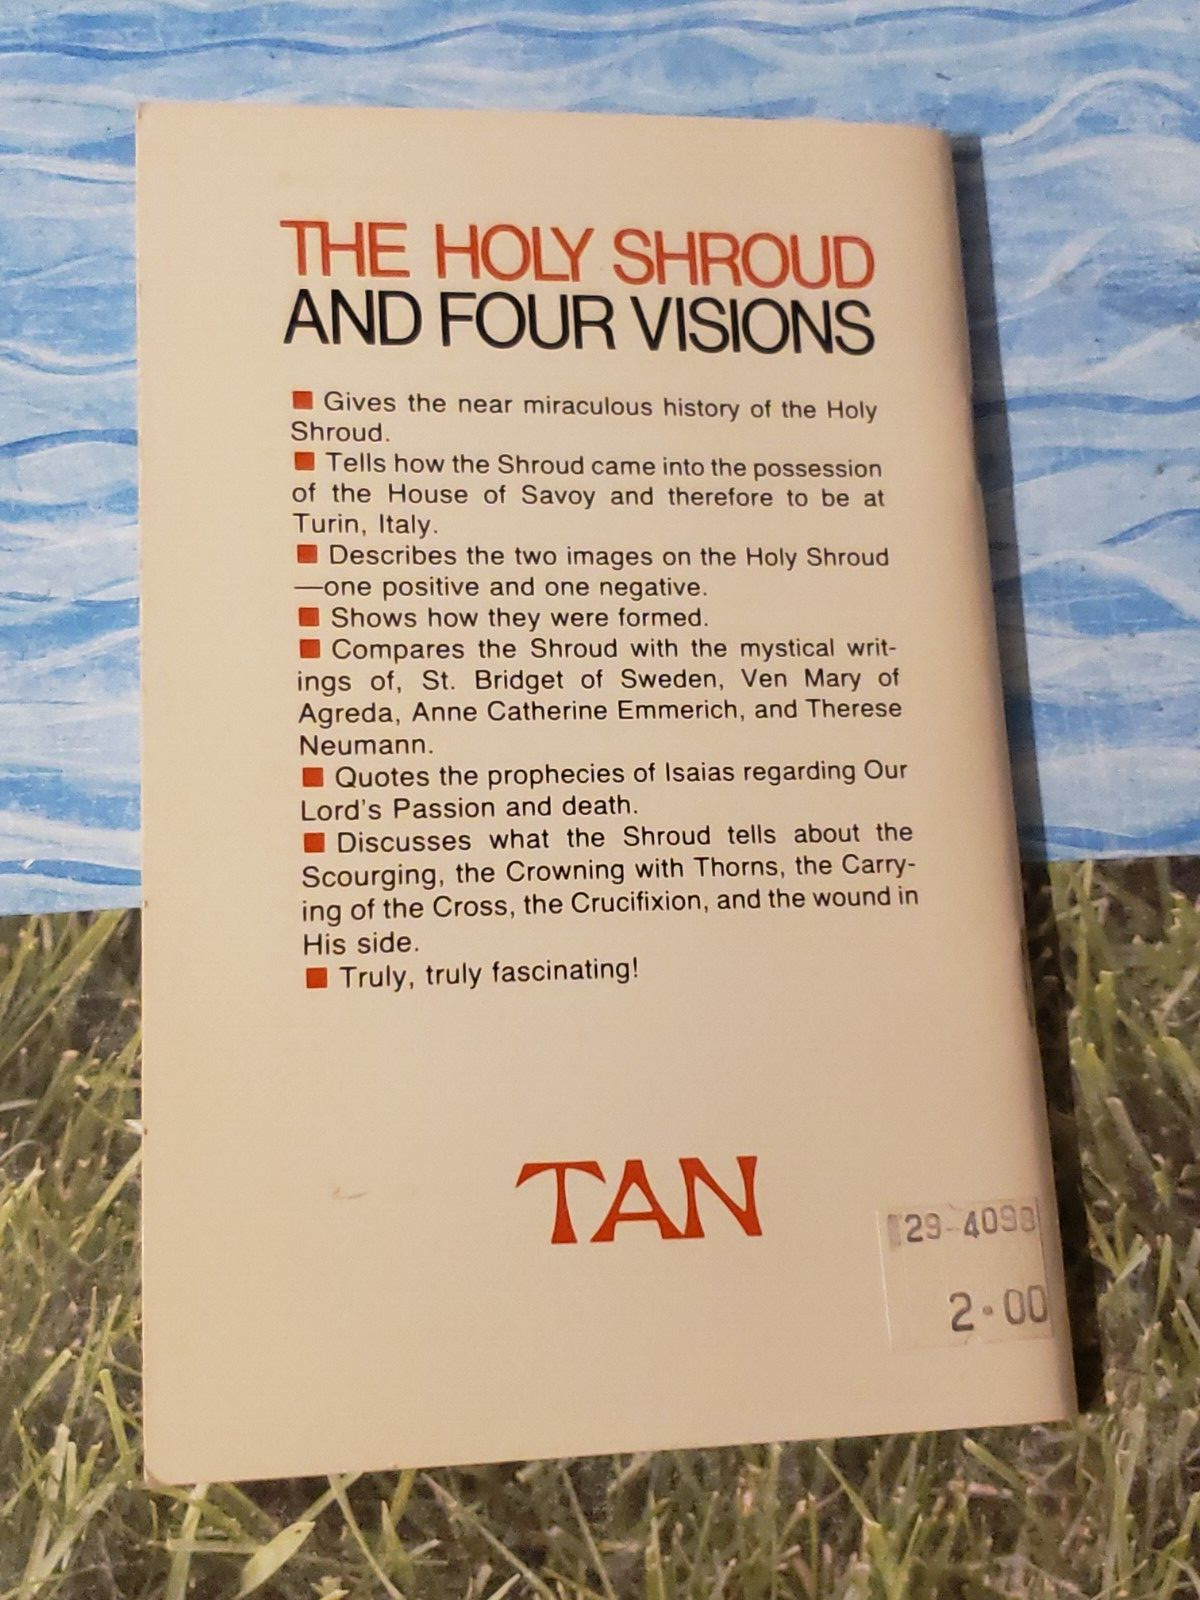 THE HOLY SHROUD
AND FOUR VISIONS
■ Gives the near miraculous history of the Holy
Shroud.
■ Tells how the Shroud came into the possession
of the House of Savoy and therefore to be at
Turin, Italy.
■ Describes the two images on the Holy Shroud
—one positive and one negative.
■ Shows how they were formed.
■ Compares the Shroud with the mystical writ-
ings of, St. Bridget of Sweden, Ven Mary of
Agreda, Anne Catherine Emmerich, and Therese
Neumann.
■ Quotes the prophecies of Isaias regarding Our
Lord's Passion and death.
■ Discusses what the Shroud tells about the
Scourging, the Crowning with Thorns, the Carry-
ing of the Cross, the Crucifixion, and the wound in
His side.
■ Truly, truly fascinating!
TAN
2.00